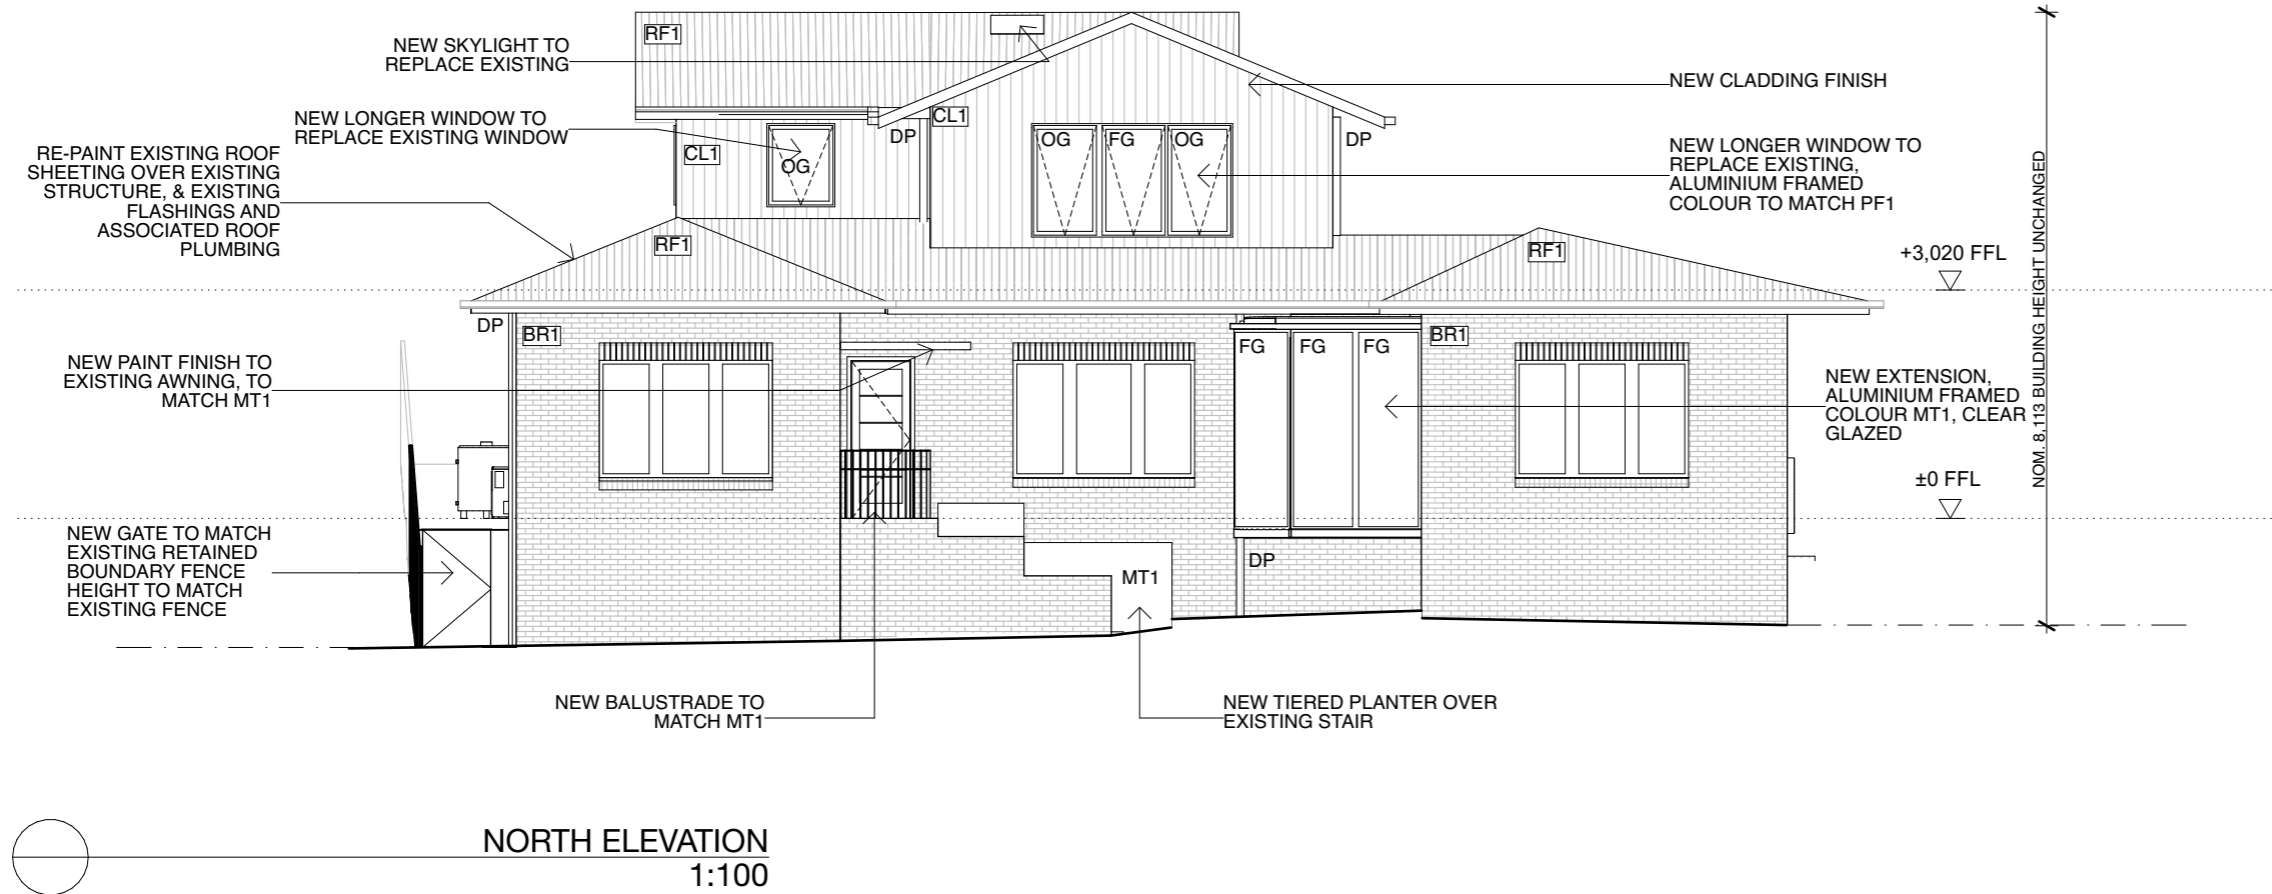 RF1
NEW SKYLIGHT TO
REPLACE EXISTING
NEW CLADDING FINISH
NEW LONGER WINDOW TO
REPLACE EXISTING WINDOW
CL1
DP
CL1
OG
OG
FG
OG
DP
NEW LONGER WINDOW TO
REPLACE EXISTING,
ALUMINIUM FRAMED
COLOUR TO MATCH PF1
RE-PAINT EXISTING ROOF
SHEETING OVER EXISTING
STRUCTURE, & EXISTING
FLASHINGS AND
ASSOCIATED ROOF
PLUMBING
RF1
RF1
+3,020 FFL
NOM. 8,113 BUILDING HEIGHT UNCHANGED
DP
BR1
FG
FG
FG
BR1
NEW PAINT FINISH TO
EXISTING AWNING, TO
MATCH MT1
NEW EXTENSION,
ALUMINIUM FRAMED
COLOUR MT1, CLEAR
GLAZED
±0 FFL
NEW GATE TO MATCH
EXISTING RETAINED
BOUNDARY FENCE
HEIGHT TO MATCH
EXISTING FENCE
DP
MT1
NEW BALUSTRADE TO
MATCH MT1
NEW TIERED PLANTER OVER
EXISTING STAIR
NORTH ELEVATION
1:100